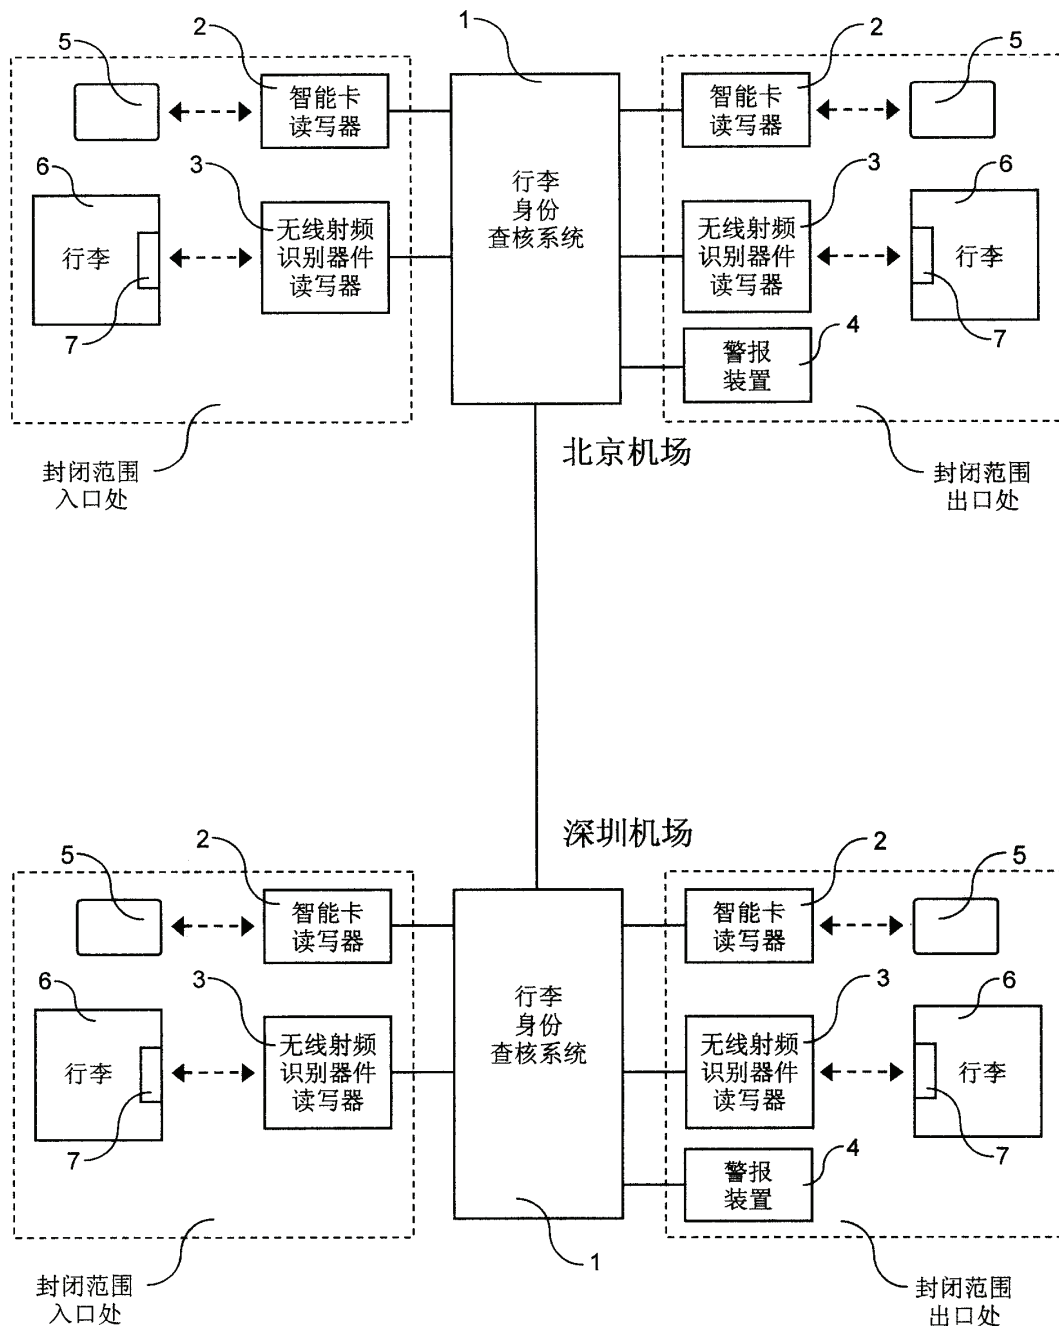 1
5
2
2
5
智能卡
读写器
智能卡
读写器
6
3
3
6
行李
身份
查核系统
行李
无线射频
识别器件
读写器
无线射频
识别器件
读写器
行李
7
4
7
警报
装置
北京机场
封闭范围
入口处
封闭范围
出口处
深圳机场
5
2
2
5
智能卡
读写器
智能卡
读写器
6
3
3
6
行李
身份
查核系统
行李
无线射频
识别器件
读写器
无线射频
识别器件
读写器
行李
7
4
7
警报
装置
1
封闭范围
入口处
封闭范围
出口处